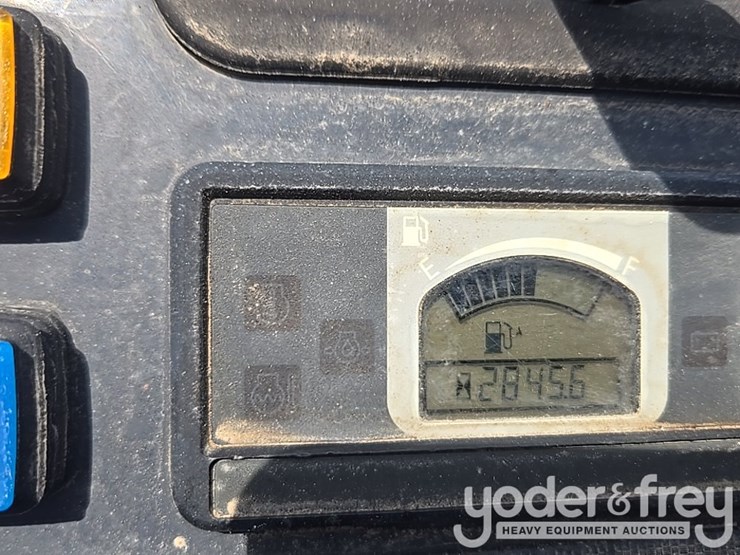 E F
2845.6
yoder&frey
HEAVY EQUIPMENT AUCTIONS